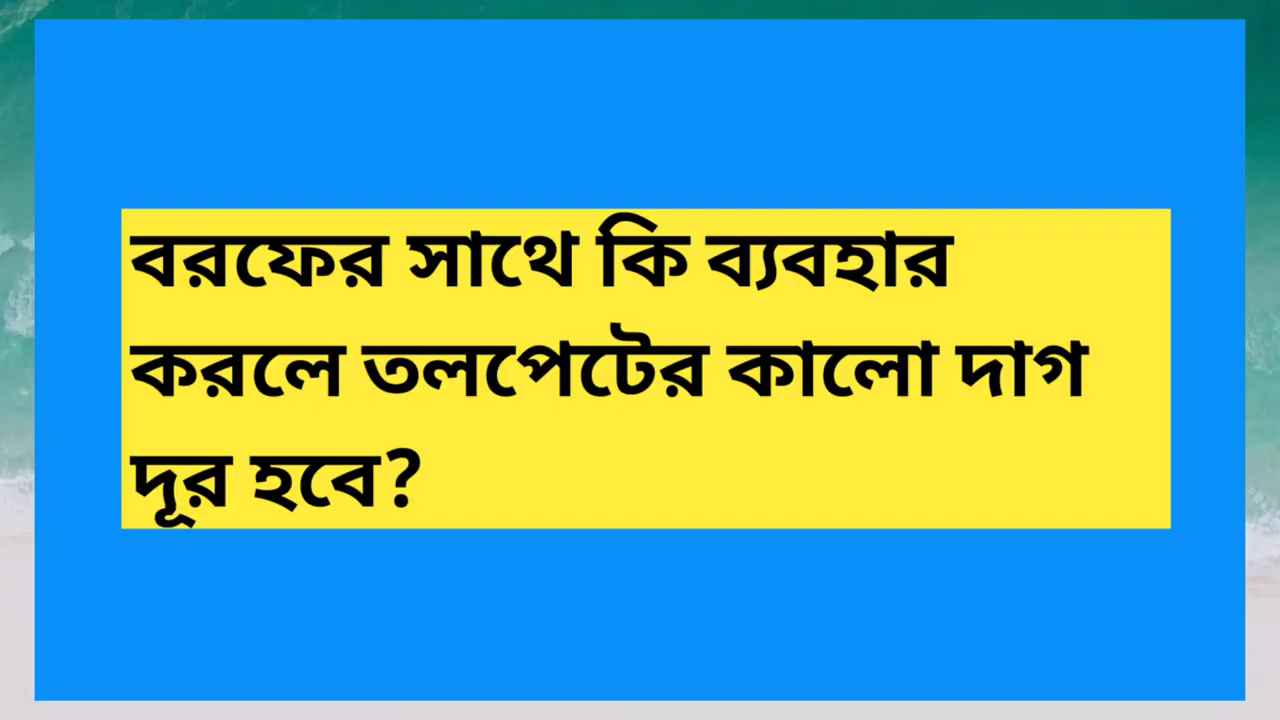 বরফের সাথে কি ব্যবহার
করলে তলপেটের কালো দাগ
দূর হবে?